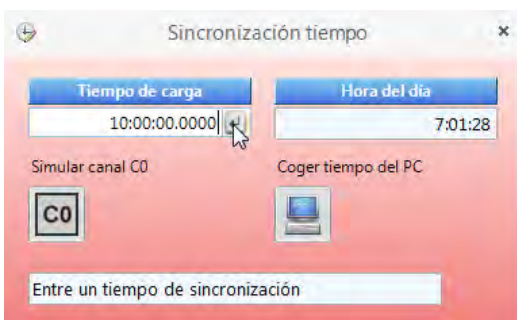 Sincronización tiempo
Tiempo de carga
Hora del día
10:00:00.0000
7:01:28
Simular canal C0
Coger tiempo del PC
C0
Entre un tiempo de sincronización